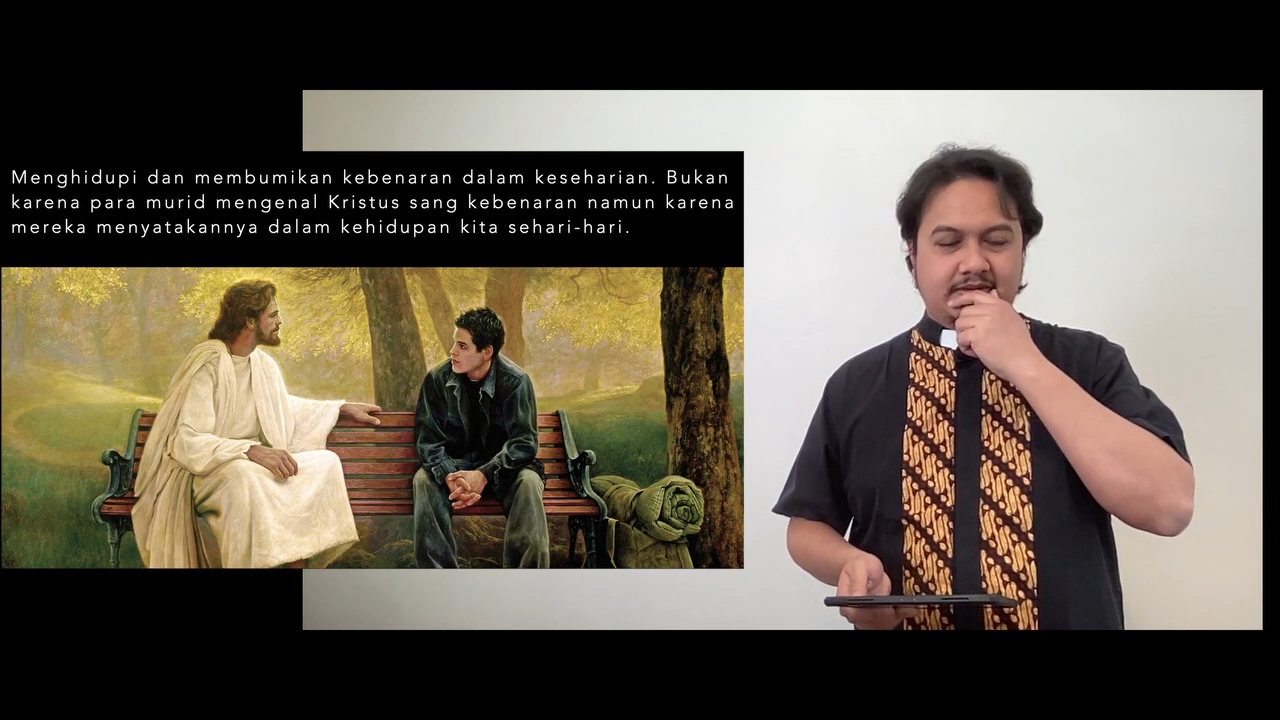 Menghidupi dan membumikan kebenaran dalam keseharian. Bukan
karena para murid mengenal Kristus sang kebenaran namun karena
mereka menyatakannya dalam kehidupan kita sehari-hari.